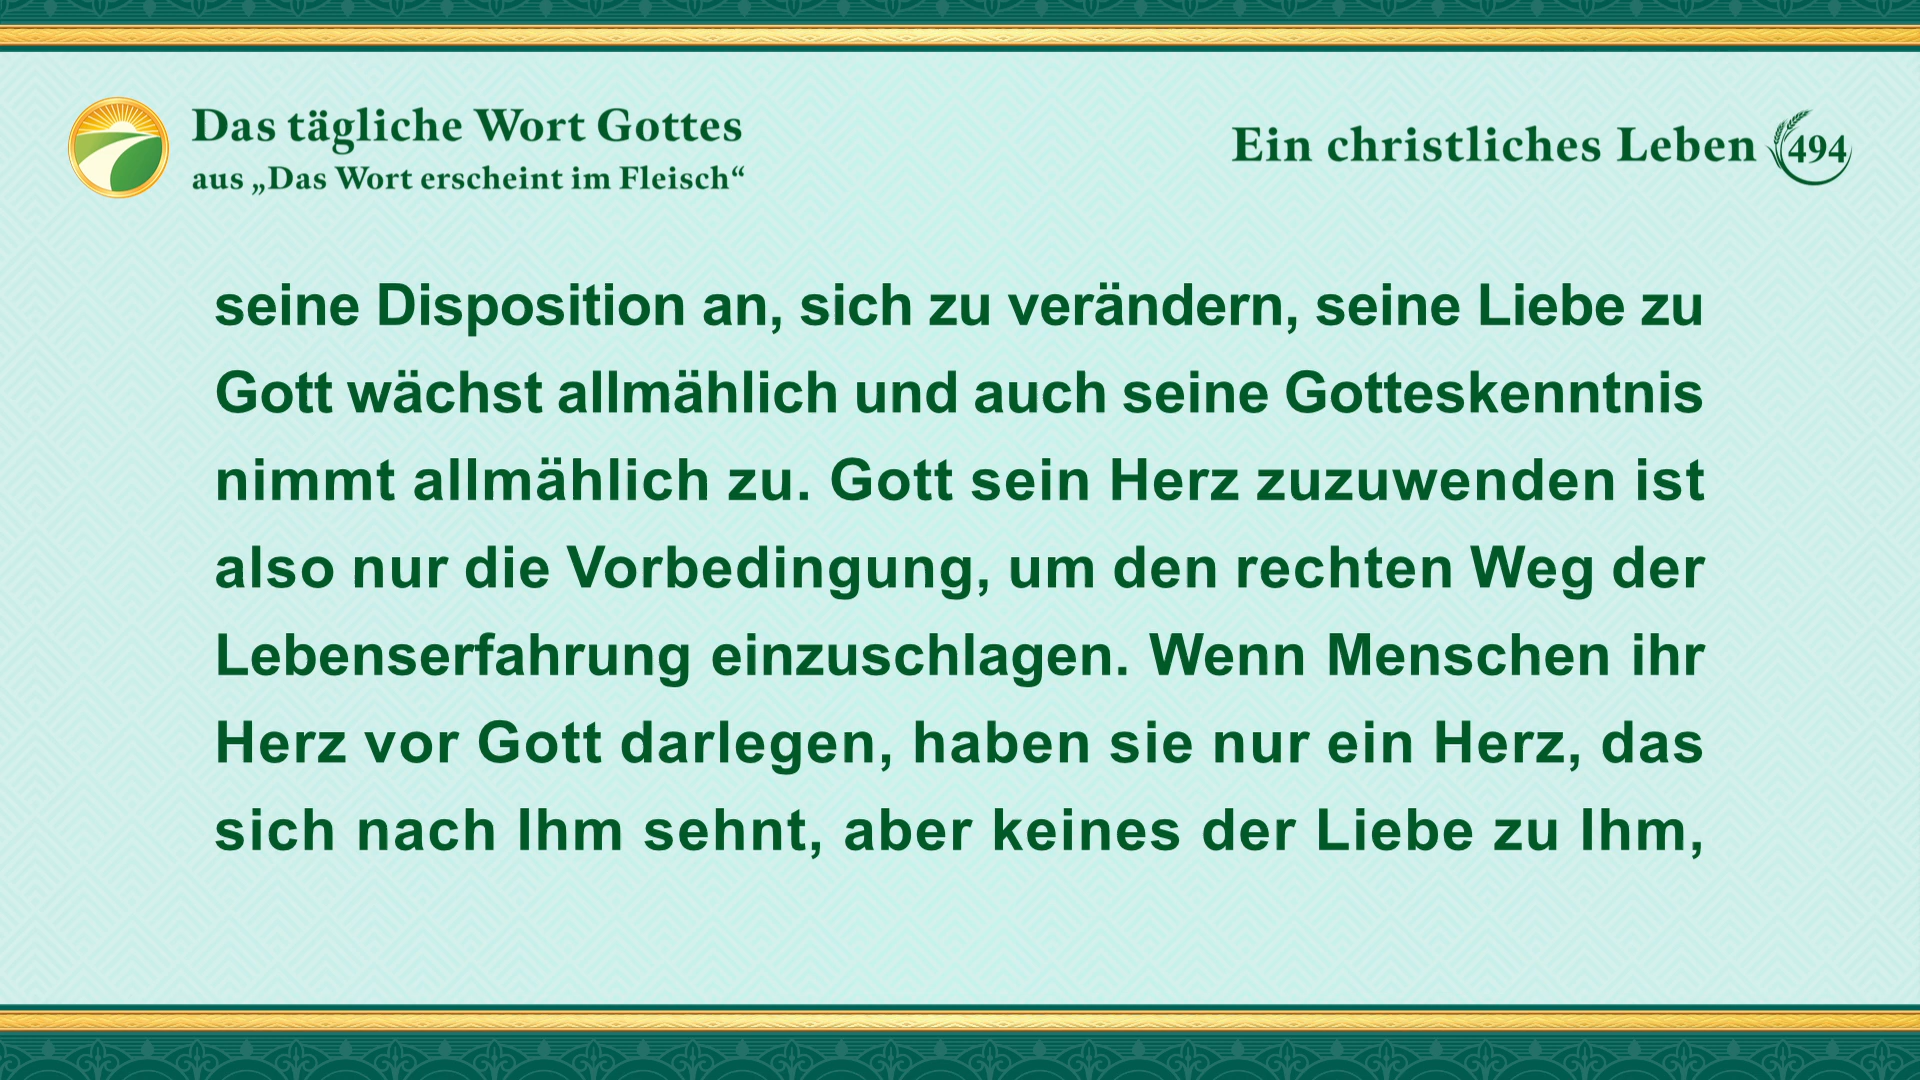 Das tägliche Wort Gottes
aus „Das Wort erscheint im Fleisch“
Ein christliches Leben 494
seine Disposition an, sich zu verändern, seine Liebe zu
Gott wächst allmählich und auch seine Gotteskenntnis
nimmt allmählich zu. Gott sein Herz zuzuwenden ist
also nur die Vorbedingung, um den rechten Weg der
Lebenserfahrung einzuschlagen. Wenn Menschen ihr
Herz vor Gott darlegen, haben sie nur ein Herz, das
sich nach Ihm sehnt, aber keines der Liebe zu Ihm,